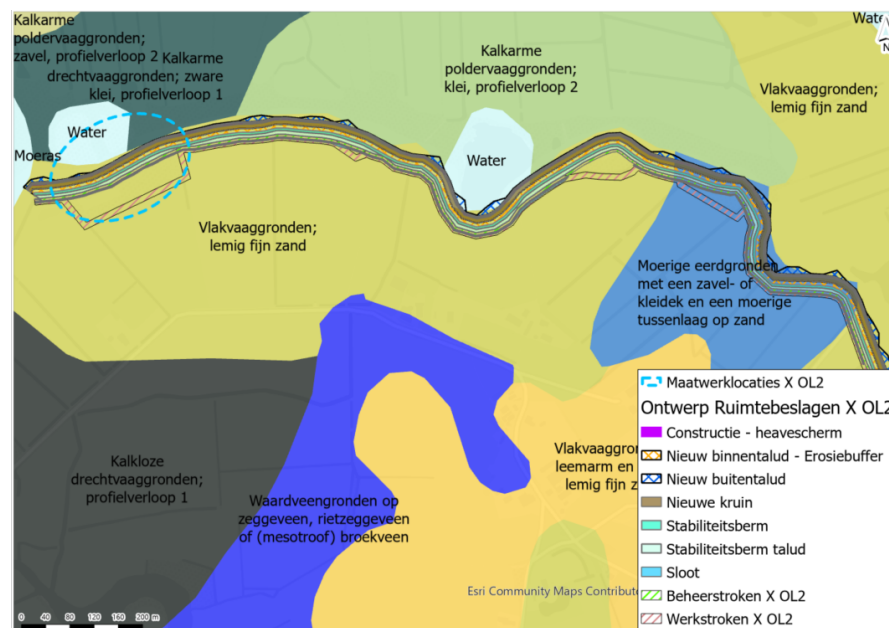 Kalkarme
poldervaaggronden;
zavel, profielverloop 2
Kalkarme
drechtvaaggronden; zware
klei, profielverloop 1
Kalkarme
poldervaaggronden;
klei, profielverloop 2
Water
N
Vlakvaaggronden;
lemig fijn zand
Water
Moeras
Water
Vlakvaaggronden;
lemig fijn zand
Moerige eerdgronden
met een zavel- of
kleidek en een moerige
tussenlaag op zand
Kalkloze
drechtvaaggronden;
profielverloop 1
Waardveengronden op
zeggeveen, rietzeggeveen
of (mesotroof) broekveen
Vlakvaaggron
leemarm en
lemig fijn z
Esri Community Maps Contribute
0 40 80 120 160 200 m
Maatwerklocaties X OL2
Ontwerp Ruimtebeslagen X OL2
Constructie - heavescherm
Nieuw binnentalud - Erosiebuffer
Nieuw buitentalud
Nieuwe kruin
Stabiliteitsberm
Stabiliteitsberm talud
Sloot
Beheerstroken X OL2
Werkstroken X OL2